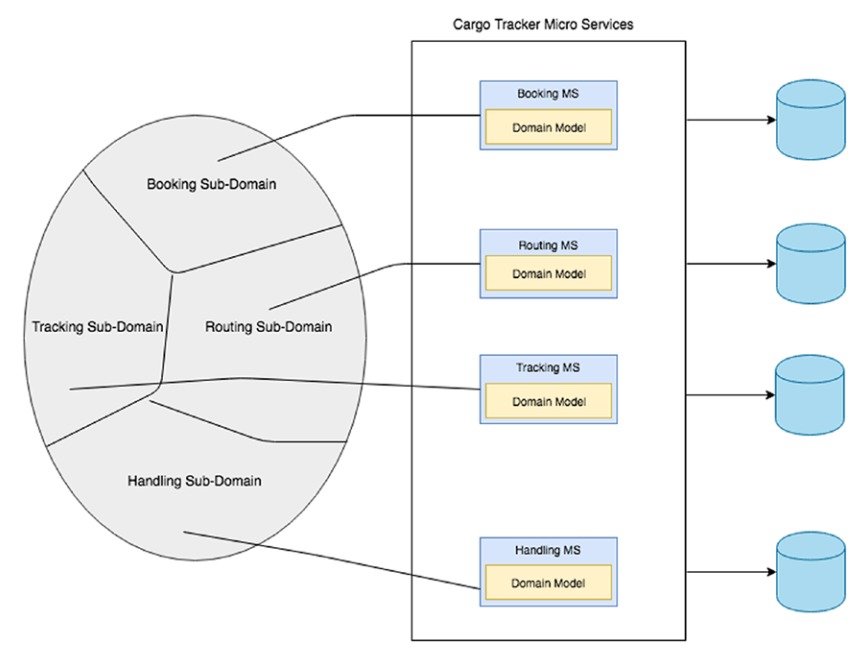 Cargo Tracker Micro Services
Booking MS
Domain Model
Booking Sub-Domain
Routing MS
Domain Model
Tracking Sub-Domain
Routing Sub-Domain
Tracking MS
Domain Model
Handling Sub-Domain
Handling MS
Domain Model